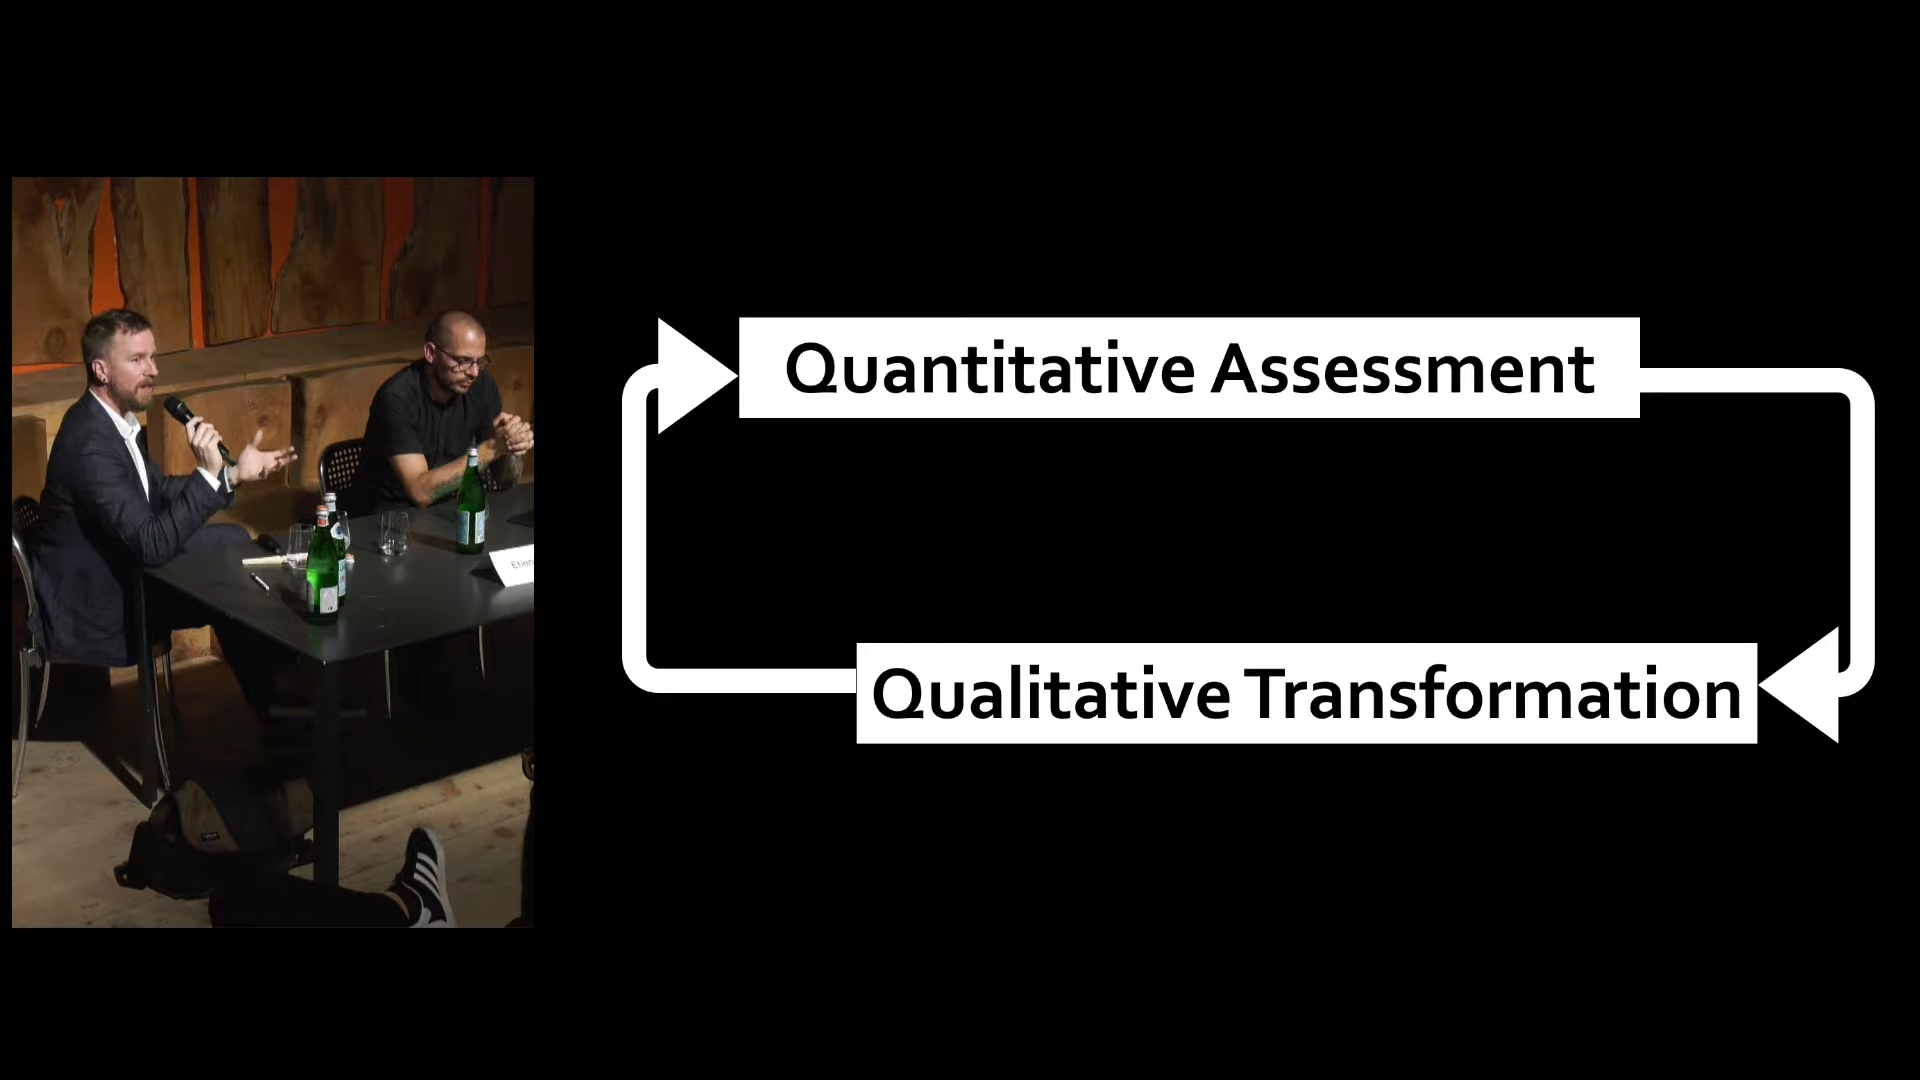 Quantitative Assessment
Qualitative Transformation